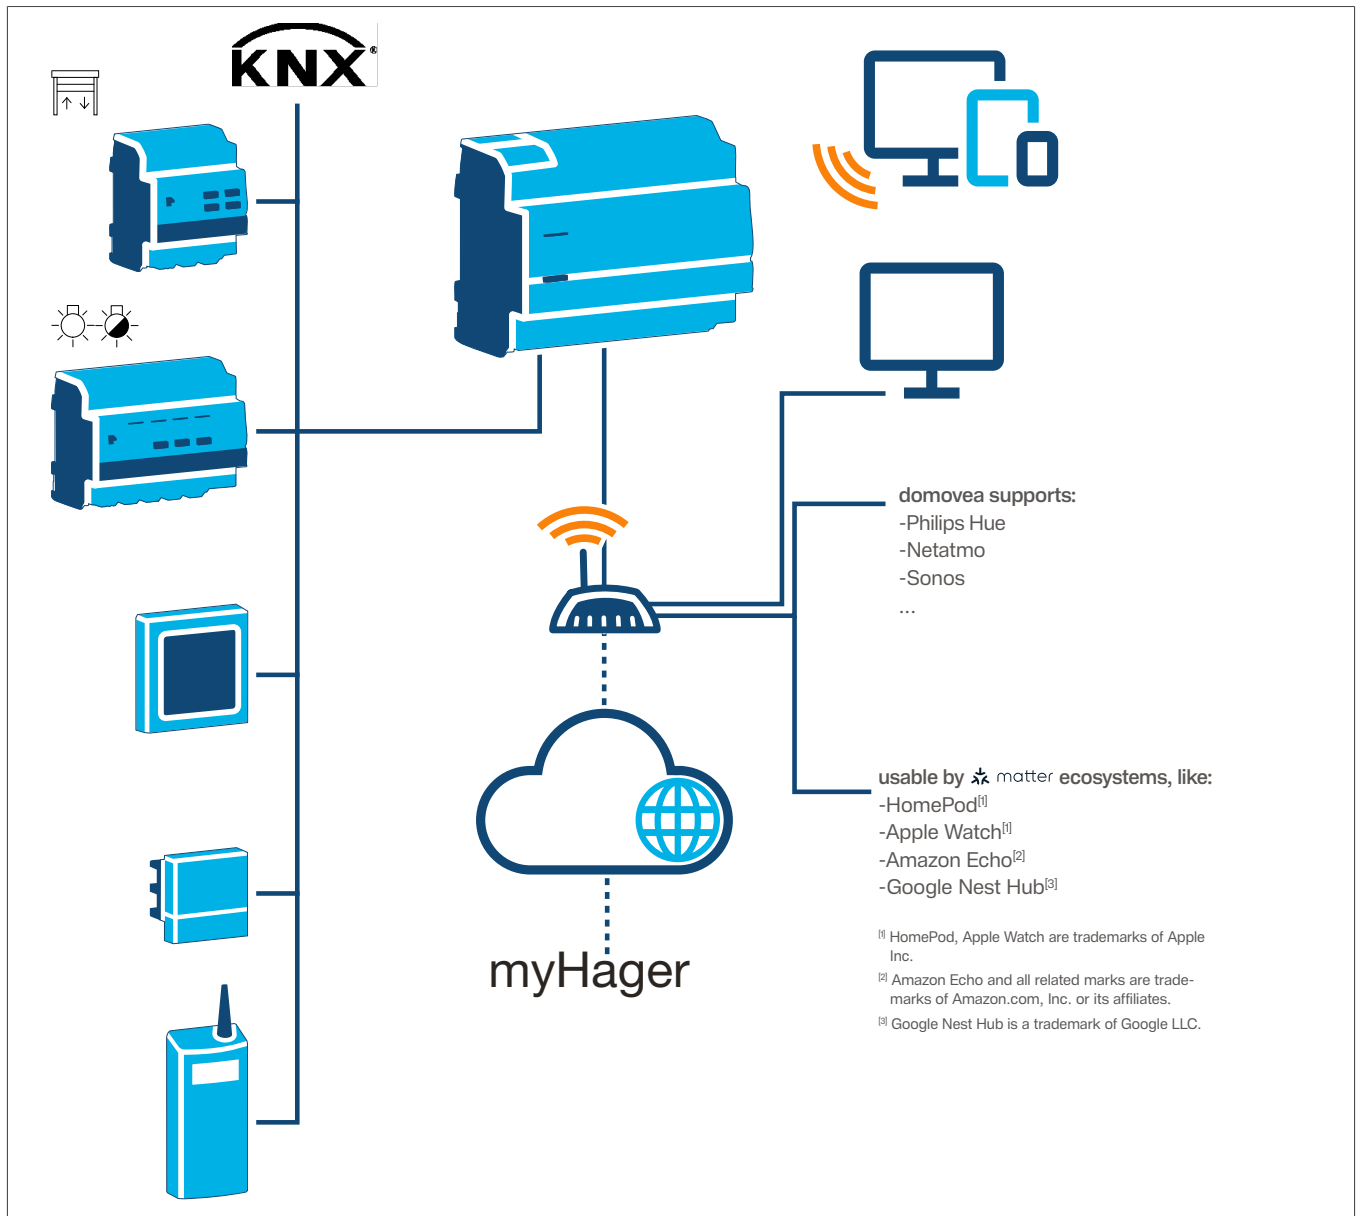 KNX®
domovea supports:
-Philips Hue
-Netatmo
-Sonos
...
usable by matter ecosystems, like:
-HomePod[1]
-Apple Watch[1]
-Amazon Echo[2]
-Google Nest Hub[3]
[1] HomePod, Apple Watch are trademarks of Apple
Inc.
[2] Amazon Echo and all related marks are trade-
marks of Amazon.com, Inc. or its affiliates.
[3] Google Nest Hub is a trademark of Google LLC.
myHager